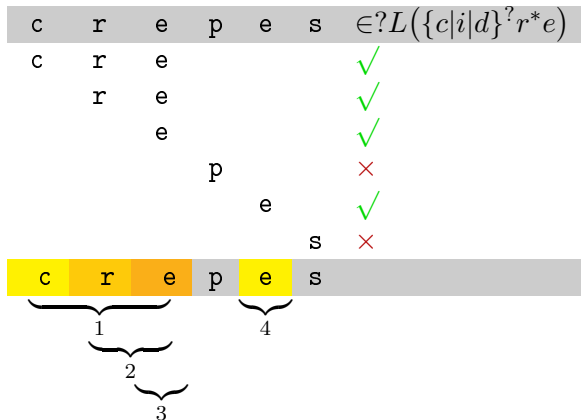 c r e p e s ∈?L({c|i|d}^?r^*e)
c r e √
r e √
e √
p ×
e √
s ×
c r e p e s
1 4
2
3